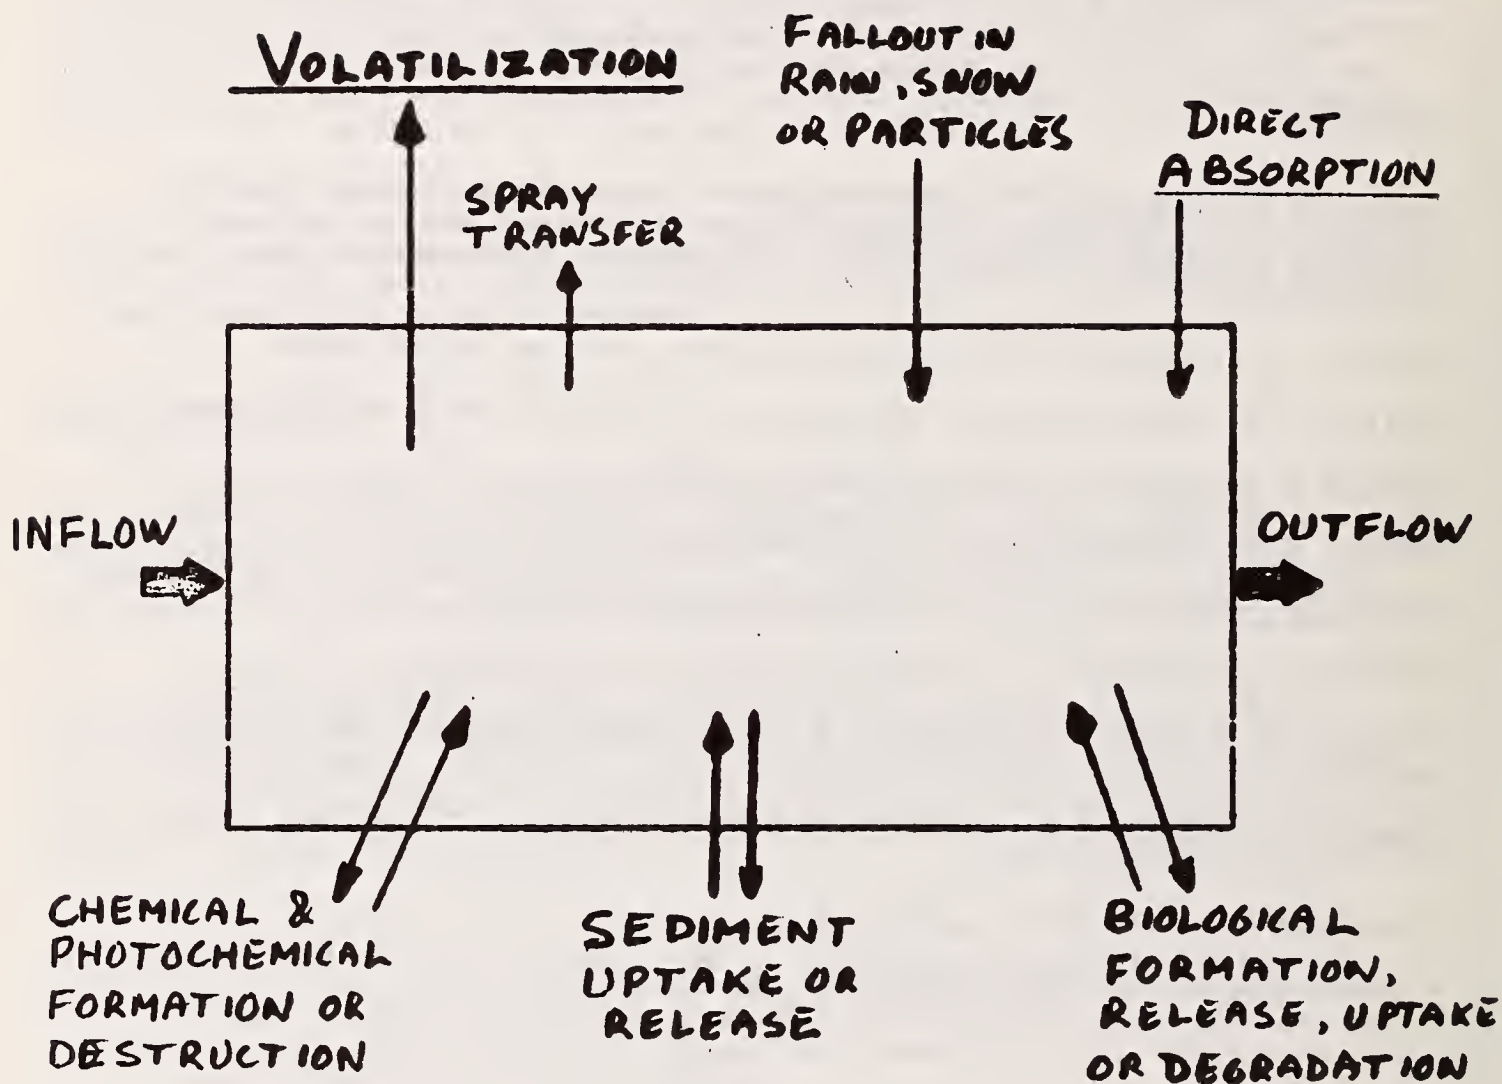 VOLATILIZATION
SPRAY
TRANSFER
FALLOUT IN
RAIN, SNOW
OR PARTICLES
DIRECT
ABSORPTION
INFLOW
OUTFLOW
CHEMICAL &
PHOTOCHEMICAL
FORMATION OR
DESTRUCTION
SEDIMENT
UPTAKE OR
RELEASE
BIOLOGICAL
FORMATION,
RELEASE, UPTAKE
OR DEGRADATION